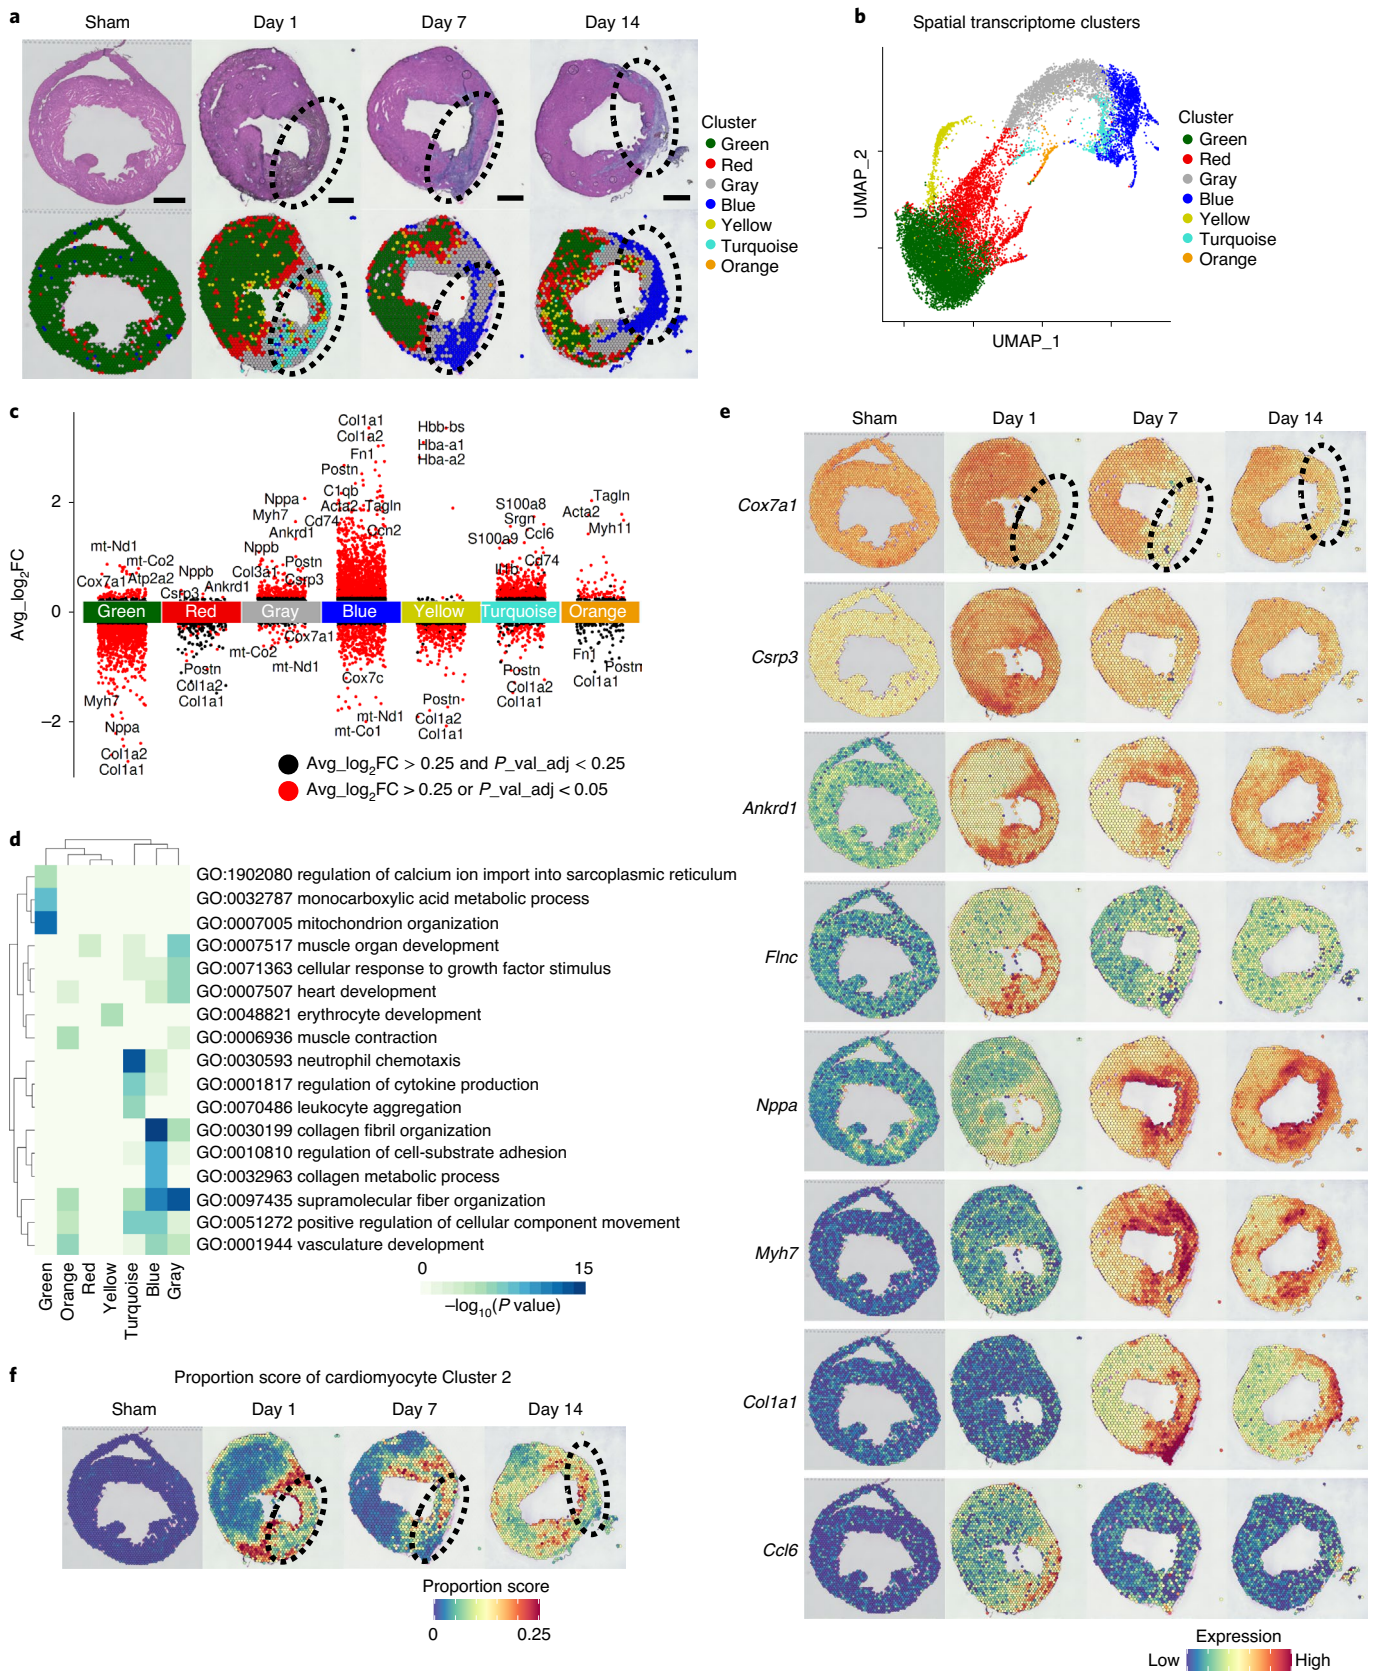 a
Sham
Day 1
Day 7
Day 14
Cluster
Green
Red
Gray
Blue
Yellow
Turquoise
Orange
b
Spatial transcriptome clusters
UMAP_2
UMAP_1
Cluster
Green
Red
Gray
Blue
Yellow
Turquoise
Orange
c
Avg_log2FC
2
0
–2
mt-Nd1
mt-Co2
Cox7a1
Atp2a2
Green
Myh7
Nppa
Col1a2
Col1a1
Nppb
Ankrd1
Csrp3
Red
Postn
Col1a2
Col1a1
Nppa
Myh7
Cd74
Ankrd1
Nppb
Postn
Col3a1
Csrp3
Gray
Cox7a1
mt-Co2
mt-Nd1
Col1a1
Col1a2
Fn1
Postn
C1qb
Acta2
Tagln
Ccn2
Blue
Cox7c
mt-Nd1
mt-Co1
Hbb-bs
Hba-a1
Hba-a2
Yellow
Postn
Col1a2
Col1a1
S100a8
Srgn
S100a9
Ccl6
Cd74
Il1b
Turquoise
Postn
Col1a2
Col1a1
Tagln
Acta2
Myh11
Orange
Fn1
Postn
Col1a1
Avg_log2FC > 0.25 and P_val_adj < 0.25
Avg_log2FC > 0.25 or P_val_adj < 0.05
d
GO:1902080 regulation of calcium ion import into sarcoplasmic reticulum
GO:0032787 monocarboxylic acid metabolic process
GO:0007005 mitochondrion organization
GO:0007517 muscle organ development
GO:0071363 cellular response to growth factor stimulus
GO:0007507 heart development
GO:0048821 erythrocyte development
GO:0006936 muscle contraction
GO:0030593 neutrophil chemotaxis
GO:0001817 regulation of cytokine production
GO:0070486 leukocyte aggregation
GO:0030199 collagen fibril organization
GO:0010810 regulation of cell-substrate adhesion
GO:0032963 collagen metabolic process
GO:0097435 supramolecular fiber organization
GO:0051272 positive regulation of cellular component movement
GO:0001944 vasculature development
Green
Orange
Red
Yellow
Turquoise
Blue
Gray
0
15
–log10(P value)
e
Sham
Day 1
Day 7
Day 14
Cox7a1
Csrp3
Ankrd1
Flnc
Nppa
Myh7
Col1a1
Ccl6
Expression
Low
High
f
Proportion score of cardiomyocyte Cluster 2
Sham
Day 1
Day 7
Day 14
Proportion score
0
0.25